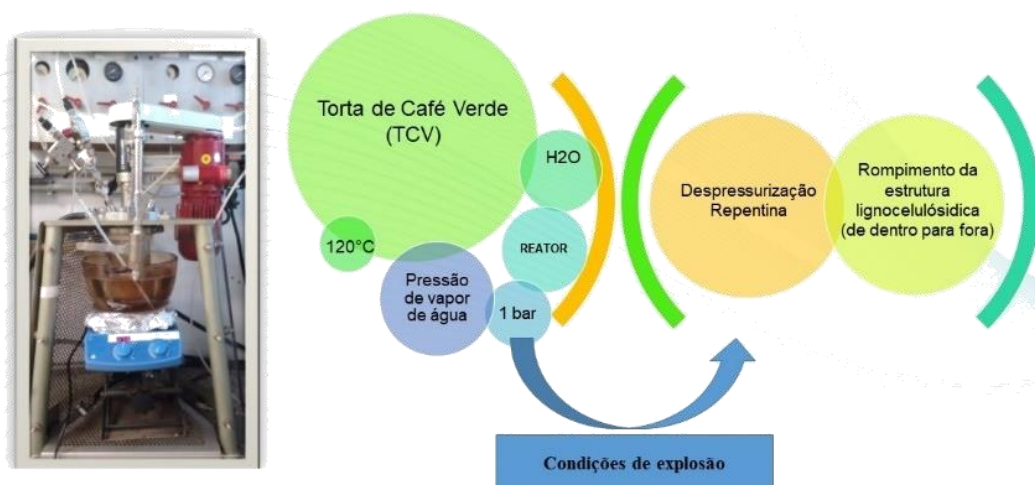 Torta de Café Verde
(TCV)
H2O
120°C
REATOR
Pressão
de vapor
de água
1 bar
Despressurização
Repentina
Rompimento da
estrutura
lignocelulósidica
(de dentro para fora)
Condições de explosão